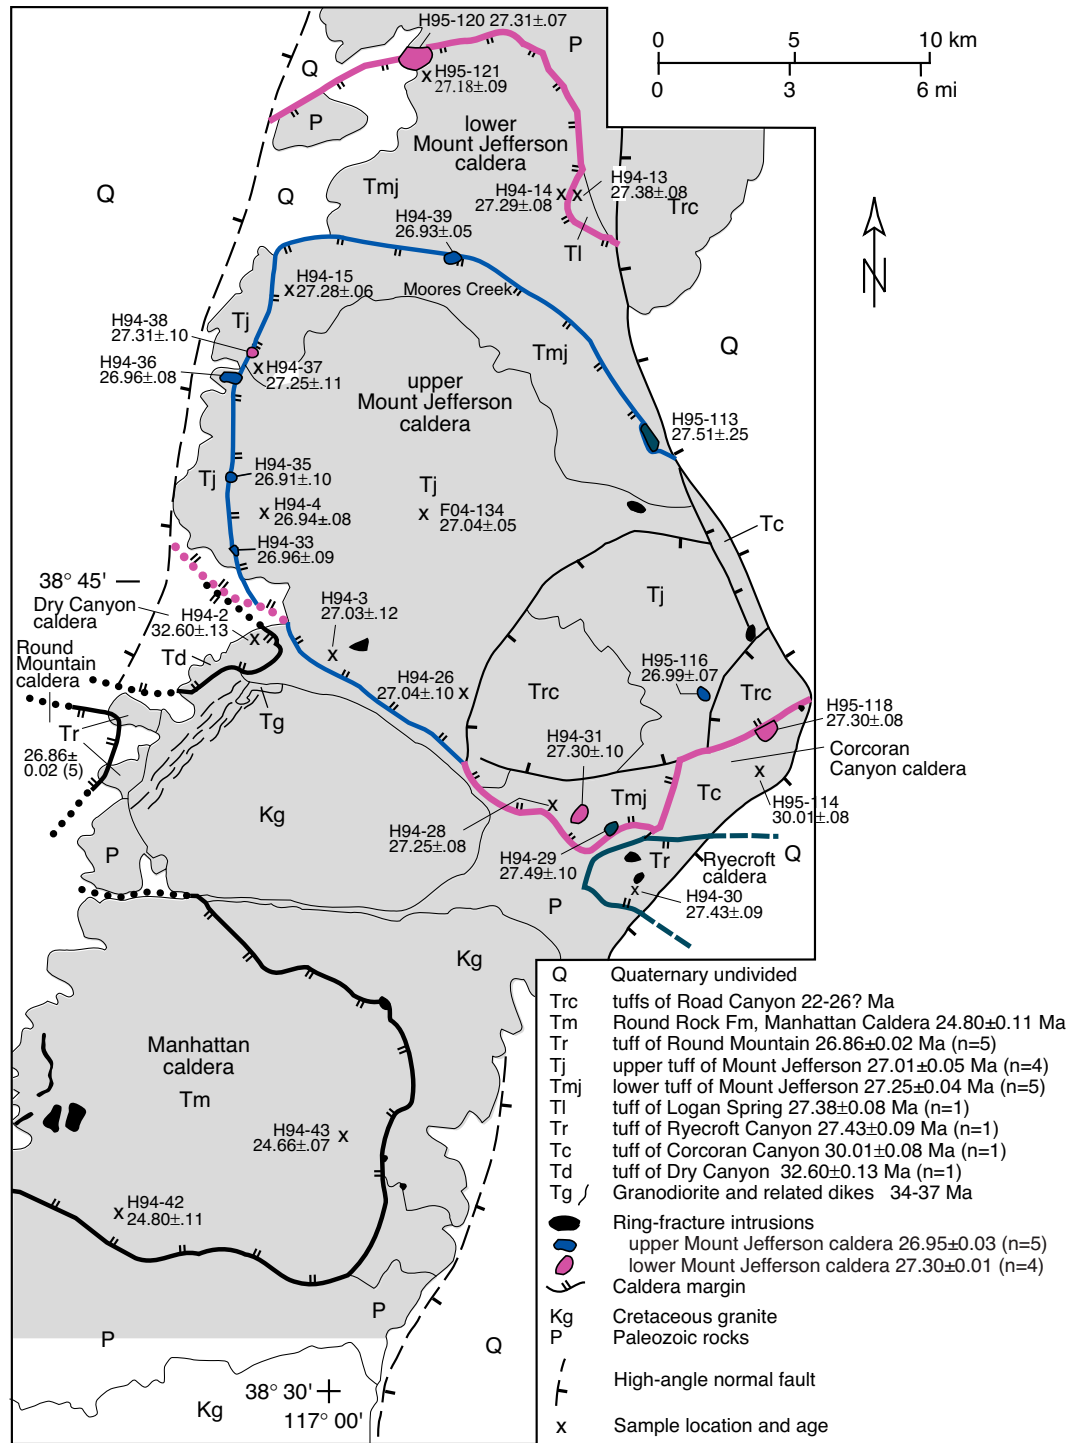 H95-120 27.31±.07
0 5 10 km
0 3 6 mi
P
Q
H95-121
27.18±.09
P
lower
Mount Jefferson
caldera
Q
Q
Tmj
H94-14
27.29±.08
H94-13
27.38±.08
Trc
H94-39
26.93±.05
Tl
N
H94-15
27.28±.06
Moores Creek
H94-38
27.31±.10
Tj
Tmj
Q
H94-36
26.96±.08
H94-37
27.25±.11
upper
Mount Jefferson
caldera
H95-113
27.51±.25
Tj
H94-35
26.91±.10
Tj
H94-4
26.94±.08
F04-134
27.04±.05
Tc
H94-33
26.96±.09
38° 45'
Dry Canyon
caldera
H94-2
32.60±.13
H94-3
27.03±.12
Tj
Round
Mountain
caldera
Td
H95-116
26.99±.07
H94-26
27.04±.10
Trc
Trc
Tg
Tr
H95-118
27.30±.08
26.86±
0.02 (5)
H94-31
27.30±.10
Corcoran
Canyon caldera
Tmj
Tc
H95-114
30.01±.08
Kg
H94-28
27.25±.08
P
H94-29
27.49±.10
Tr
Ryecroft
caldera
Q
H94-30
27.43±.09
P
Kg
Manhattan
caldera
Tm
H94-43
24.66±.07
H94-42
24.80±.11
P
P
Q
38° 30'
117° 00'
Kg
Q Quaternary undivided
Trc tuffs of Road Canyon 22-26? Ma
Tm Round Rock Fm, Manhattan Caldera 24.80±0.11 Ma
Tr tuff of Round Mountain 26.86±0.02 Ma (n=5)
Tj upper tuff of Mount Jefferson 27.01±0.05 Ma (n=4)
Tmj lower tuff of Mount Jefferson 27.25±0.04 Ma (n=5)
Tl tuff of Logan Spring 27.38±0.08 Ma (n=1)
Tr tuff of Ryecroft Canyon 27.43±0.09 Ma (n=1)
Tc tuff of Corcoran Canyon 30.01±0.08 Ma (n=1)
Td tuff of Dry Canyon 32.60±0.13 Ma (n=1)
Tg Granodiorite and related dikes 34-37 Ma
Ring-fracture intrusions
upper Mount Jefferson caldera 26.95±0.03 (n=5)
lower Mount Jefferson caldera 27.30±0.01 (n=4)
Caldera margin
Kg Cretaceous granite
P Paleozoic rocks
High-angle normal fault
x Sample location and age